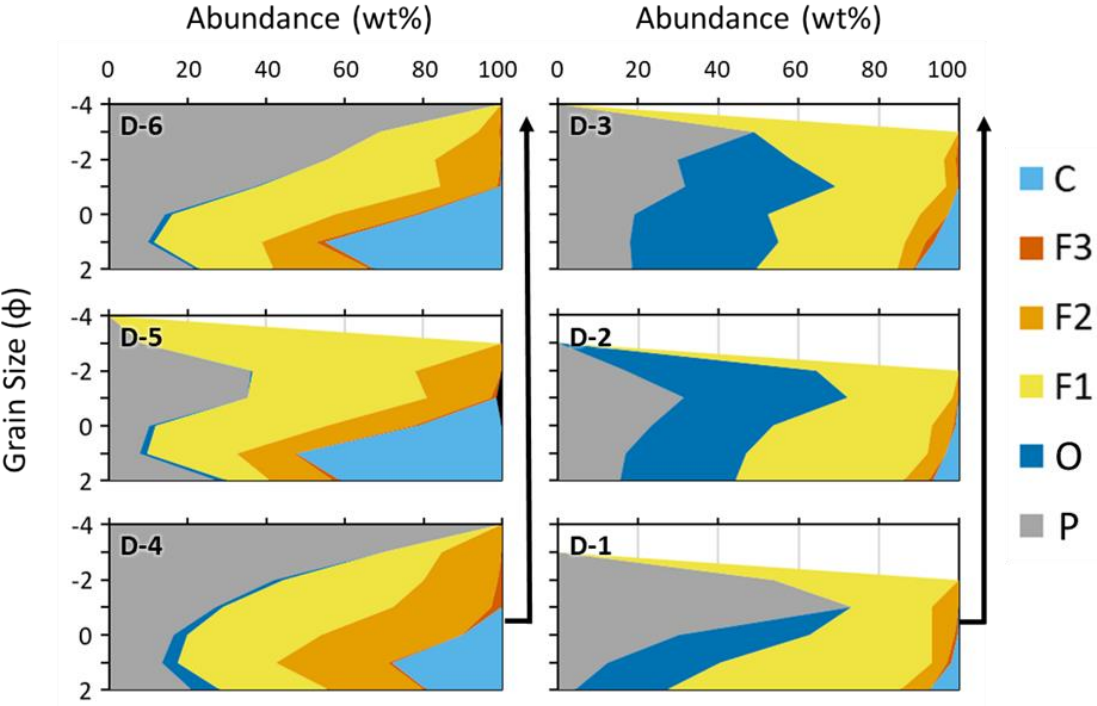 Abundance (wt%) Abundance (wt%)
0 20 40 60 80 100 0 20 40 60 80 100
-4
D-6 D-3
-2
0
2
-4
D-5 D-2
-2
0
2
-4
D-4 D-1
-2
0
2
Grain Size (ϕ)
C
F3
F2
F1
O
P